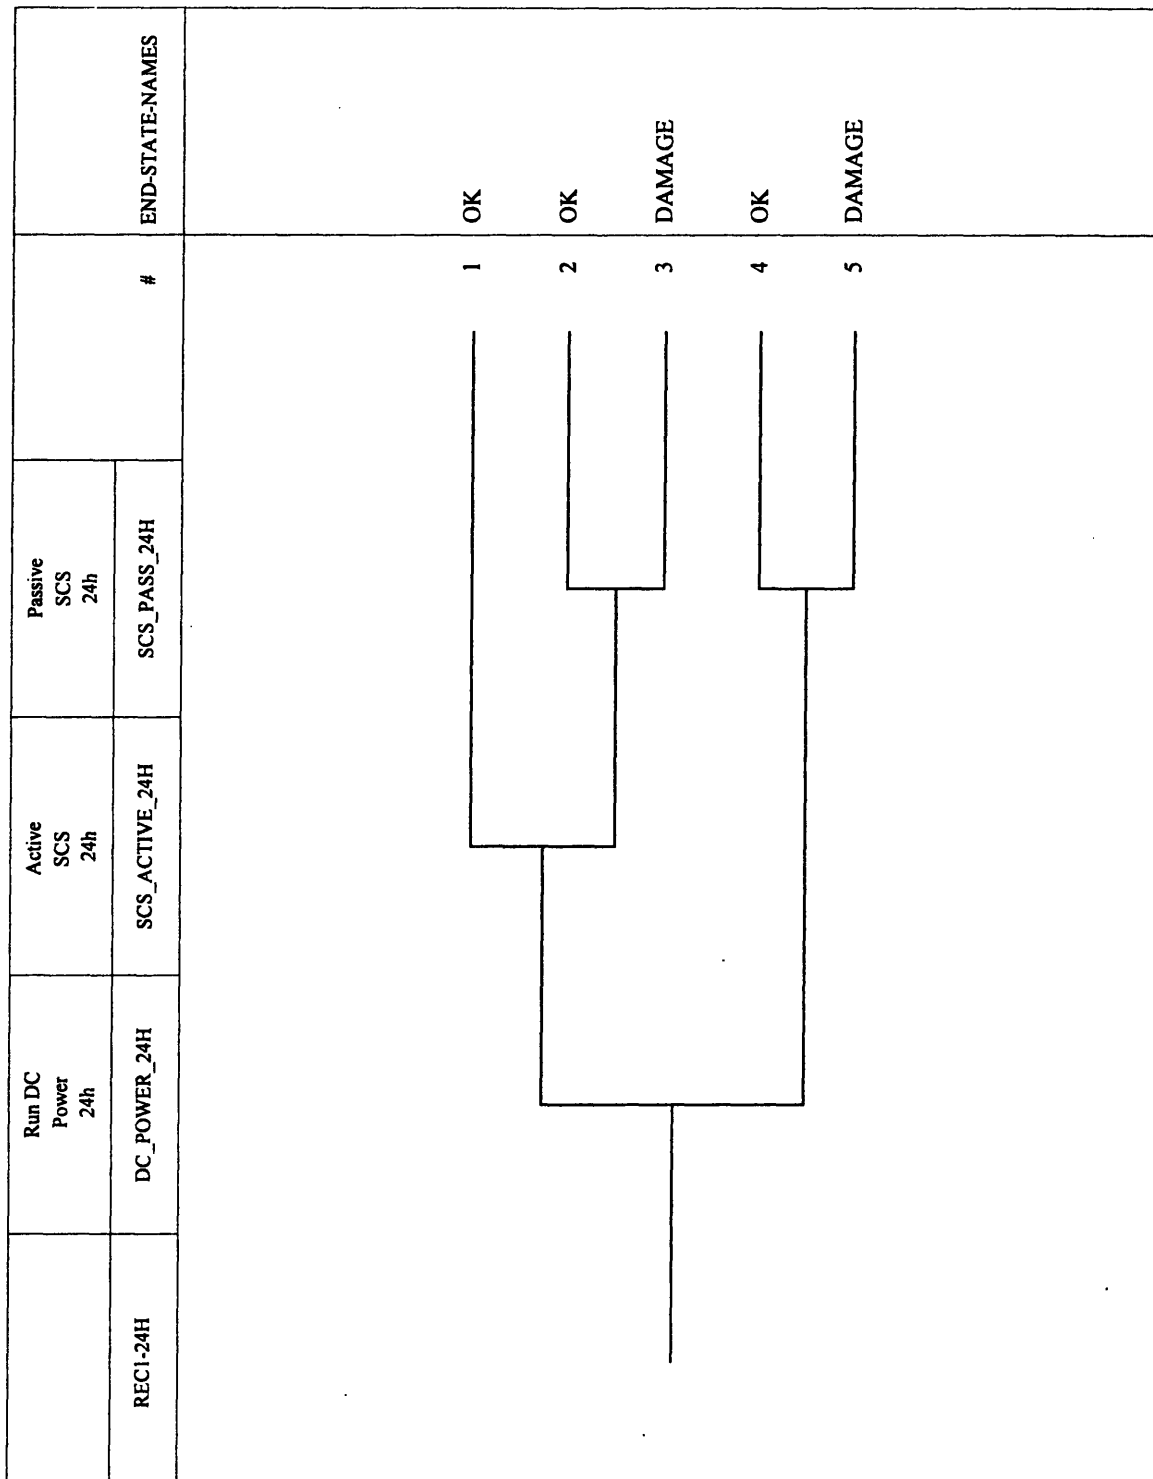 Run DC
Power
24h
Active
SCS
24h
Passive
SCS
24h
REC1-24H
DC_POWER_24H
SCS_ACTIVE_24H
SCS_PASS_24H
#
END-STATE-NAMES
1
OK
2
OK
3
DAMAGE
4
OK
5
DAMAGE